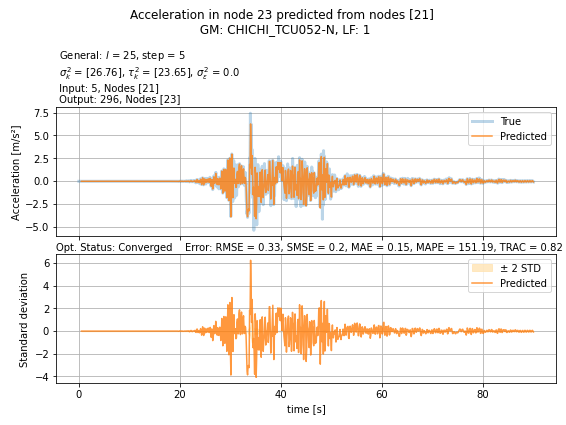 Acceleration in node 23 predicted from nodes [21]
GM: CHICHI_TCU052-N, LF: 1
General: l = 25, step = 5
σ²ₖ = [26.76], τ²ₖ = [23.65], σ²ε = 0.0
Input: 5, Nodes [21]
Output: 296, Nodes [23]
7.5
5.0
2.5
0.0
−2.5
−5.0
Acceleration [m/s²]
True
Predicted
Opt. Status: Converged Error: RMSE = 0.33, SMSE = 0.2, MAE = 0.15, MAPE = 151.19, TRAC = 0.82
6
4
2
0
−2
−4
Standard deviation
± 2 STD
Predicted
0 20 40 60 80
time [s]